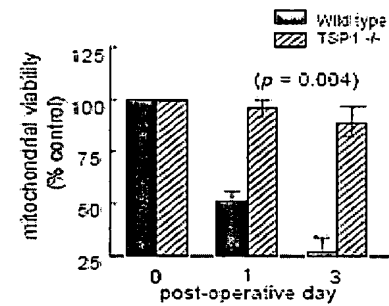 Wild type
TSP1 -/-
125
100
75
50
25
mitochondrial viability
(% control)
(p = 0.004)
0 1 3
post-operative day